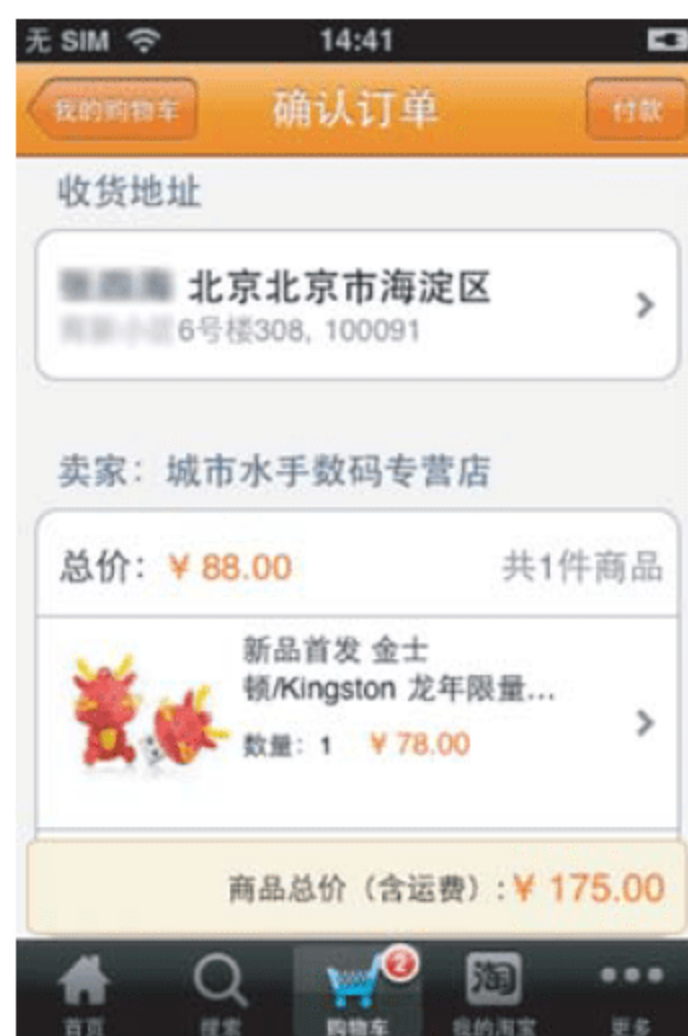 无 SIM 14:41
我的购物车 确认订单 付款
收货地址
北京北京市海淀区
6号楼308, 100091
卖家：城市水手数码专营店
总价：¥ 88.00 共1件商品
新品首发 金士
顿/Kingston 龙年限量...
数量：1 ¥ 78.00
商品总价（含运费）:¥ 175.00
2 淘
首页 搜索 购物车 我的淘宝 更多